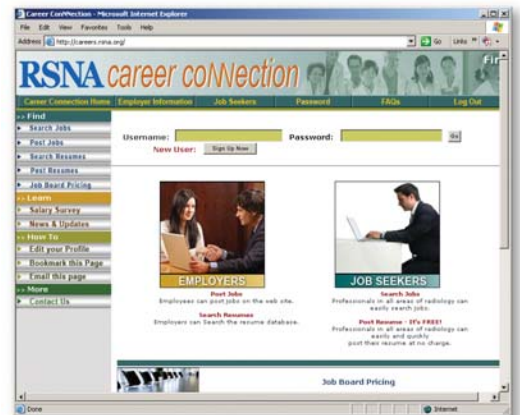 Career CoNNection - Microsoft Internet Explorer
File Edit View Favorites Tools Help
Address http://careers.rsna.org/ Go Links
RSNA career coNNection
Fir
Career Connection Home Employer Information Job Seekers Password FAQs Log Out
>> Find
Search Jobs
Post Jobs
Search Resumes
Post Resumes
Job Board Pricing
>> Learn
Salary Survey
News & Updates
>> How To
Edit your Profile
Bookmark this Page
Email this page
>> More
Contact Us
Username: Password: Go
New User: Sign Up Now
EMPLOYERS
Post Jobs
Employees can post jobs on the web site.
Search Resumes
Employers can Search the resume database.
JOB SEEKERS
Search Jobs
Professionals in all areas of radiology can
easily search jobs.
Post Resume - It's FREE!
Professionals in all areas of radiology can
easily and quickly
post their resume at no charge.
Job Board Pricing
Done Internet